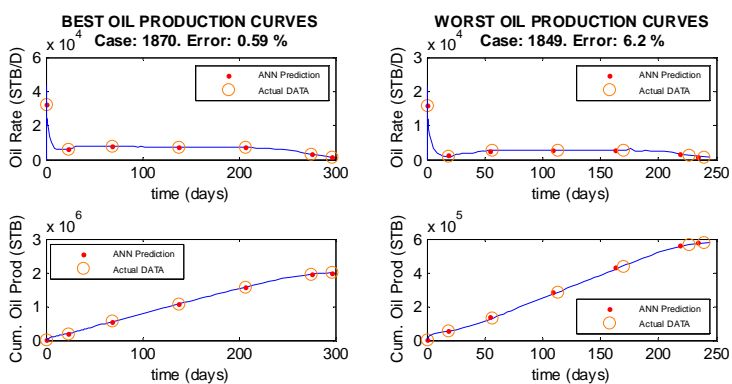 BEST OIL PRODUCTION CURVES
Case: 1870. Error: 0.59 %
x 10^4
Oil Rate (STB/D)
6
4
2
0
ANN Prediction
Actual DATA
0 100 200 300
time (days)
WORST OIL PRODUCTION CURVES
Case: 1849. Error: 6.2 %
x 10^4
Oil Rate (STB/D)
3
2
1
0
ANN Prediction
Actual DATA
0 50 100 150 200 250
time (days)
x 10^6
Cum. Oil Prod (STB)
3
2
1
0
ANN Prediction
Actual DATA
0 100 200 300
time (days)
x 10^5
Cum. Oil Prod (STB)
6
4
2
0
ANN Prediction
Actual DATA
0 50 100 150 200 250
time (days)